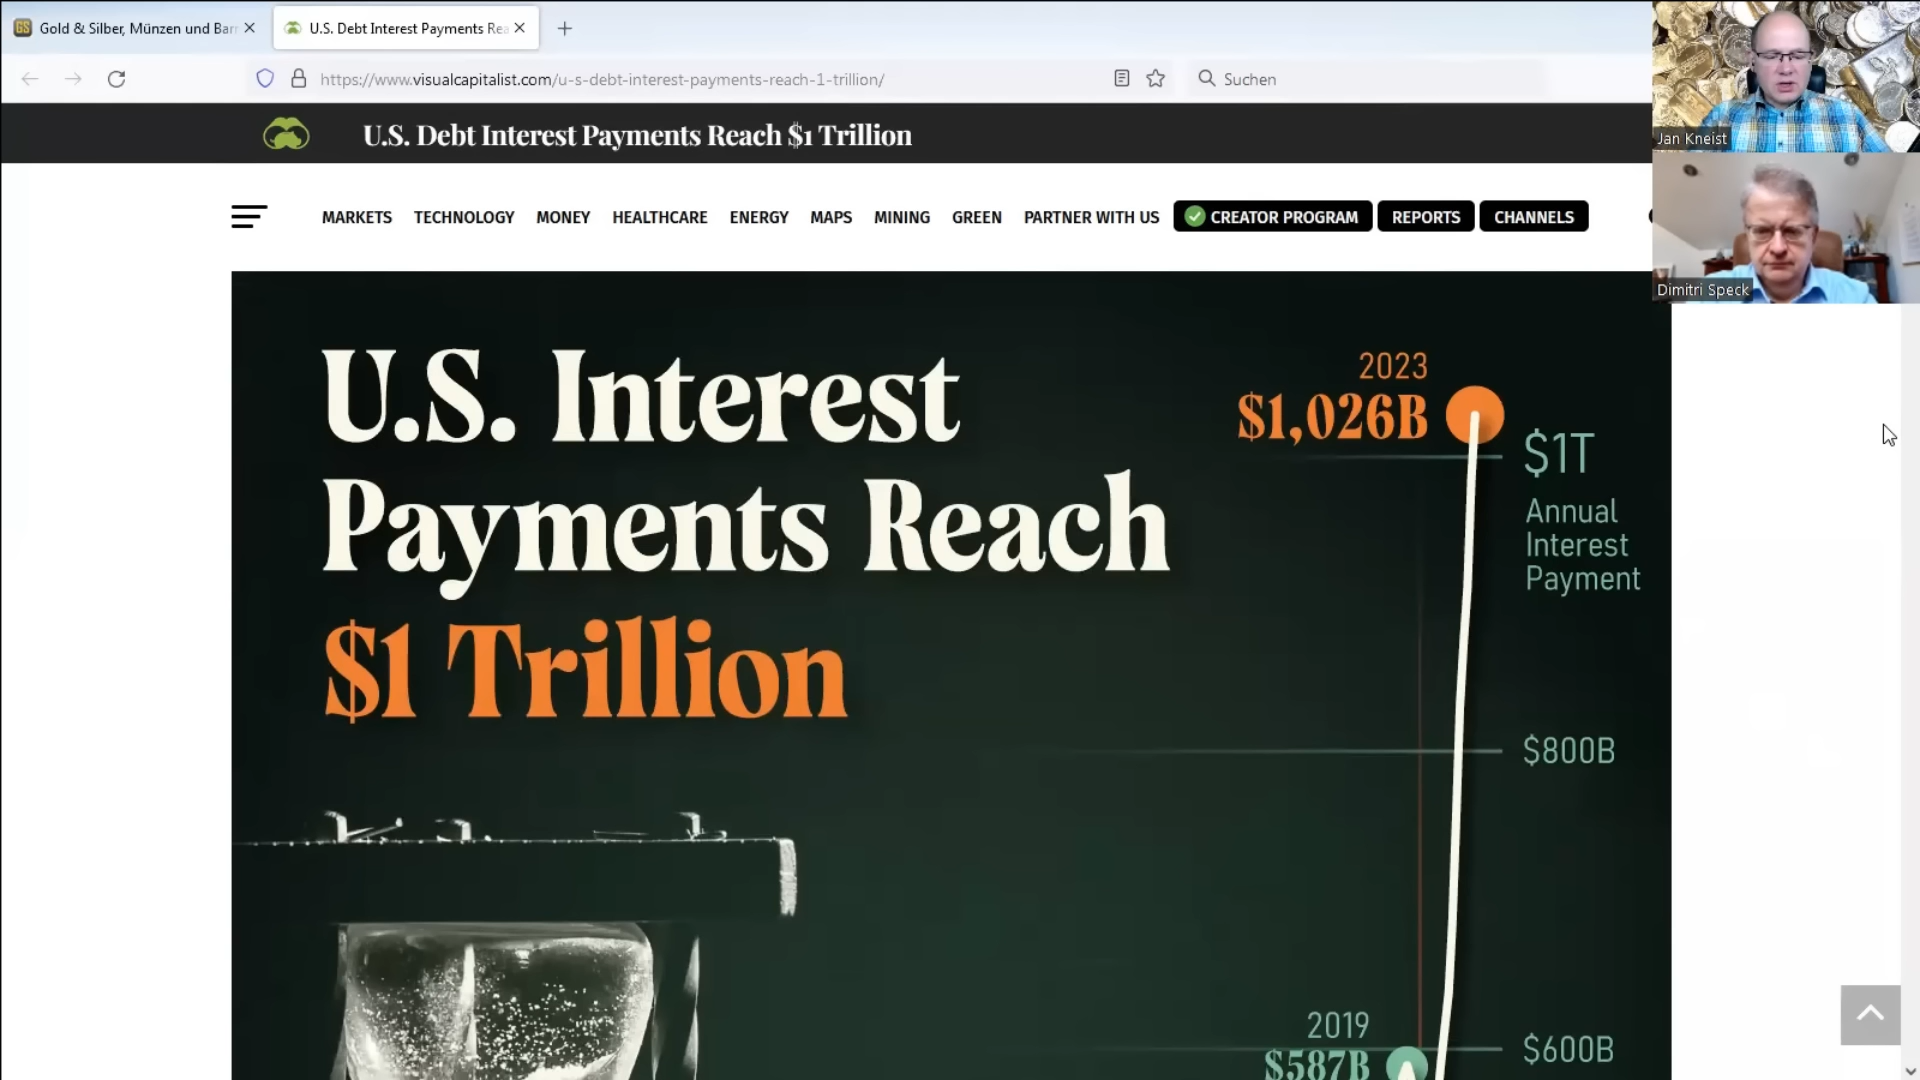 Gold & Silber, Münzen und Bar
U.S. Debt Interest Payments Rea
https://www.visualcapitalist.com/u-s-debt-interest-payments-reach-1-trillion/
Suchen
U.S. Debt Interest Payments Reach $1 Trillion
MARKETS TECHNOLOGY MONEY HEALTHCARE ENERGY MAPS MINING GREEN PARTNER WITH US CREATOR PROGRAM REPORTS CHANNELS
Jan Kneist
Dimitri Speck
U.S. Interest
Payments Reach
$1 Trillion
2023
$1,026B
$1T
Annual
Interest
Payment
$800B
2019
$587B
$600B